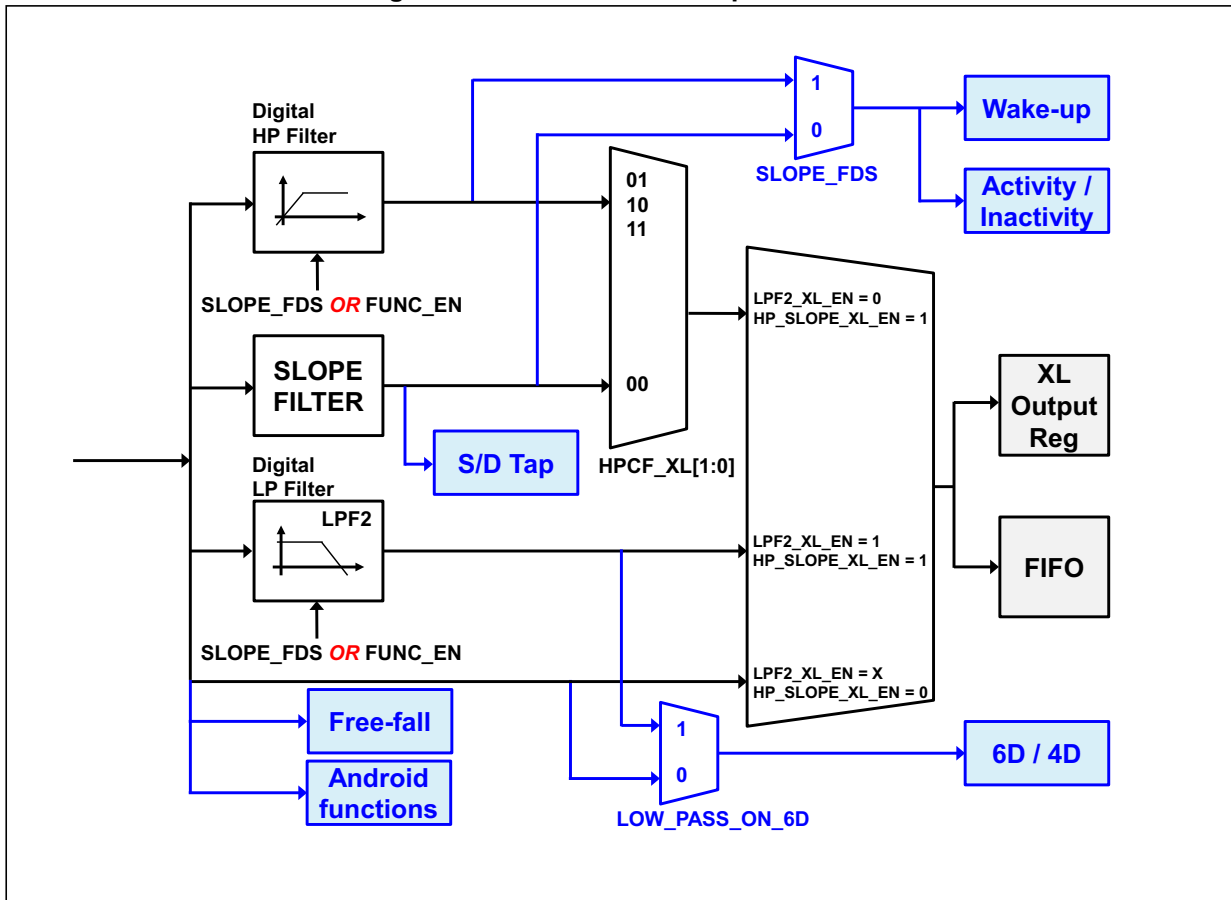 1
Wake-up
0
SLOPE_FDS
Activity /
Inactivity
Digital
HP Filter
SLOPE_FDS OR FUNC_EN
01
10
11
00
HPCF_XL[1:0]
SLOPE
FILTER
S/D Tap
Digital
LP Filter
LPF2
SLOPE_FDS OR FUNC_EN
LPF2_XL_EN = 0
HP_SLOPE_XL_EN = 1
LPF2_XL_EN = 1
HP_SLOPE_XL_EN = 1
LPF2_XL_EN = X
HP_SLOPE_XL_EN = 0
XL
Output
Reg
FIFO
Free-fall
Android
functions
1
0
LOW_PASS_ON_6D
6D / 4D